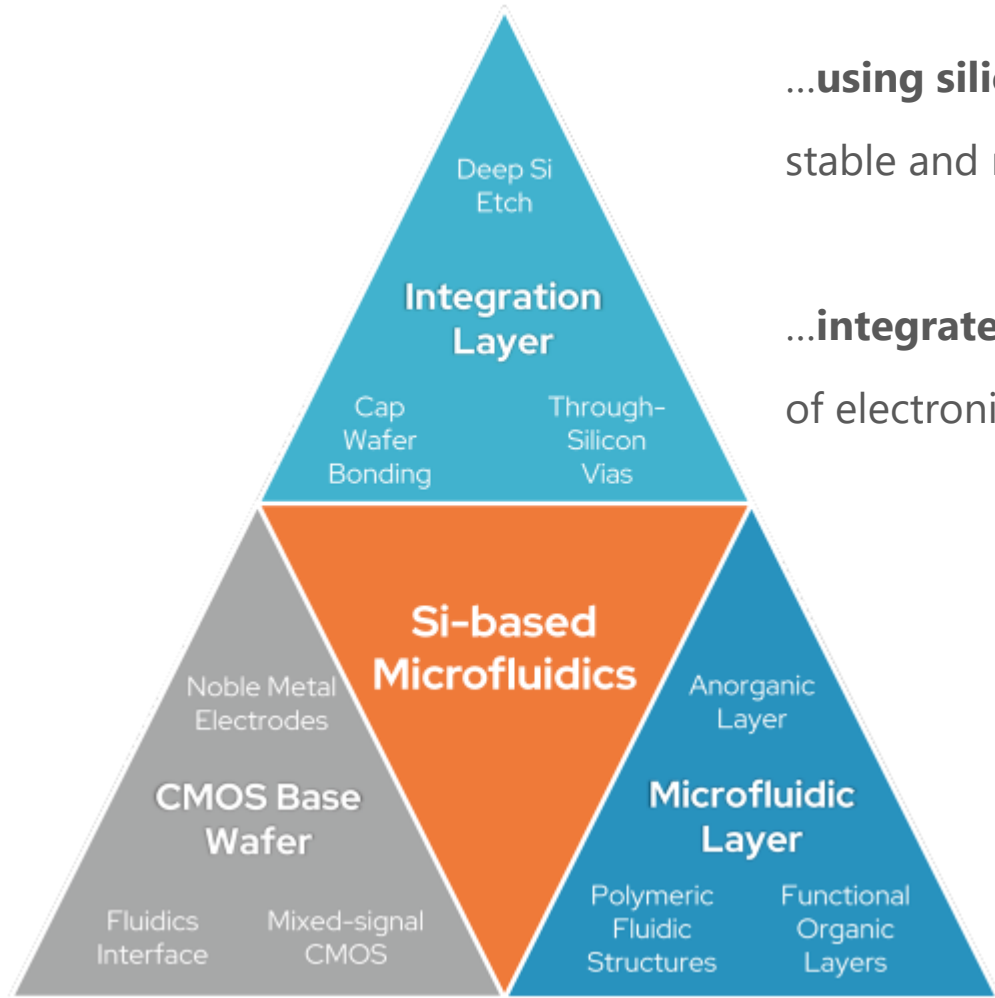 Deep Si
Etch
Integration
Layer
Cap
Wafer
Bonding
Through-
Silicon
Vias
Si-based
Microfluidics
Noble Metal
Electrodes
CMOS Base
Wafer
Fluidics
Interface
Mixed-signal
CMOS
Anorganic
Layer
Microfluidic
Layer
Polymeric
Fluidic
Structures
Functional
Organic
Layers
...using
stable and
...integrate
of